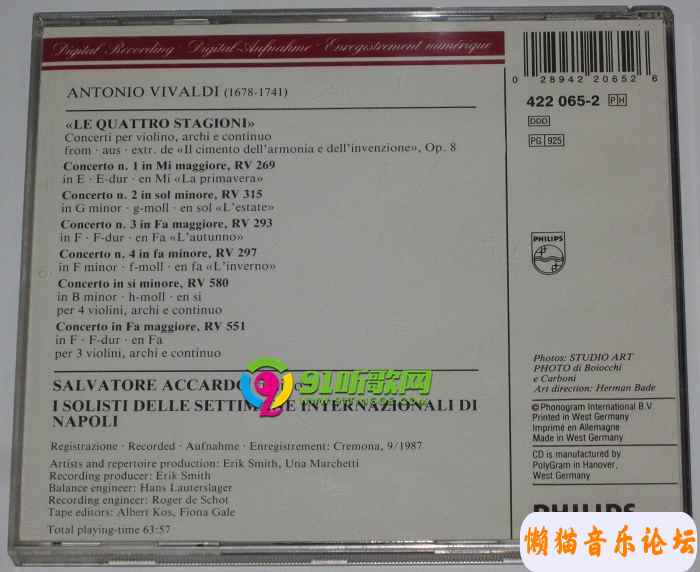 Digital Recording · Digital-Aufnahme · Enregistrement numérique
ANTONIO VIVALDI (1678-1741)
«LE QUATTRO STAGIONI»
Concerti per violino, archi e continuo
from · aus · extr. de «Il cimento dell'armonia e dell'invenzione», Op. 8
Concerto n. 1 in Mi maggiore, RV 269
in E · E-dur · en Mi «La primavera»
Concerto n. 2 in sol minore, RV 315
in G minor · g-moll · en sol «L'estate»
Concerto n. 3 in Fa maggiore, RV 293
in F · F-dur · en Fa «L'autunno»
Concerto n. 4 in fa minore, RV 297
in F minor · f-moll · en fa «L'inverno»
Concerto in si minore, RV 580
in B minor · h-moll · en si
per 4 violini, archi e continuo
Concerto in Fa maggiore, RV 551
in F · F-dur · en Fa
per 3 violini, archi e continuo
91听歌网
SALVATORE ACCARDO
I SOLISTI DELLE SETTIMANE INTERNAZIONALI DI
NAPOLI
Registrazione · Recorded · Aufnahme · Enregistrement: Cremona, 9/1987
Artists and repertoire production: Erik Smith, Una Marchetti
Recording producer: Erik Smith
Balance engineer: Hans Lauterslager
Recording engineer: Roger de Schot
Tape editors: Albert Kos, Fiona Gale
Total playing-time 63:57
0 28942 20652 6
422 065-2 PH
DDD
PG 925
PHILIPS
Photos: STUDIO ART
PHOTO di Boiocchi
e Carboni
Art direction: Herman Bade
℗ Phonogram International B.V.
Printed in West Germany
Imprimé en Allemagne
Made in West Germany
CD is manufactured by
PolyGram in Hanover,
West Germany
PHILIPS
懒猫音乐论坛